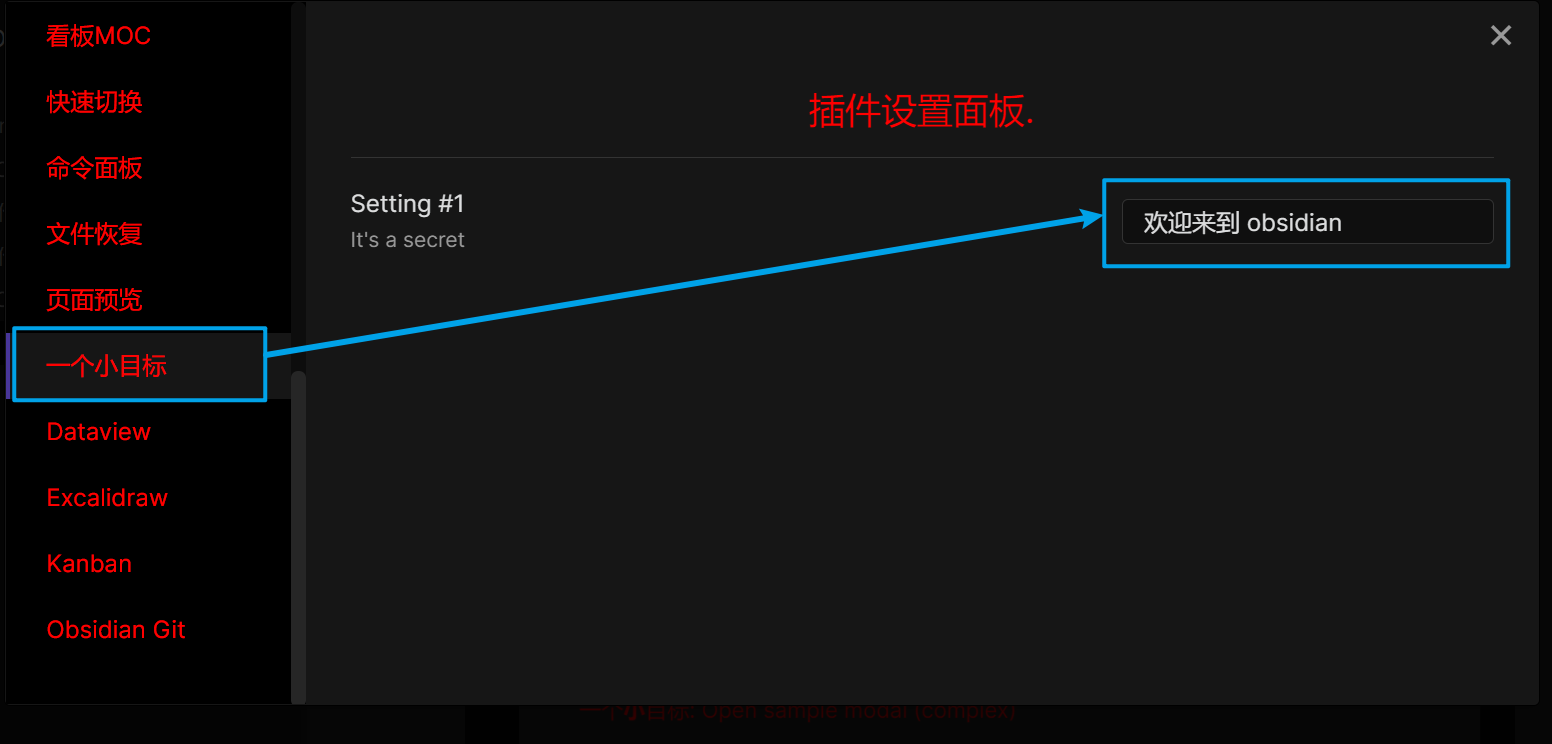 看板MOC
快速切换
命令面板
文件恢复
页面预览
一个小目标
Dataview
Excalidraw
Kanban
Obsidian Git
插件设置面板.
Setting #1
It's a secret
欢迎来到 obsidian
一个小目标: Open sample modal (complex)